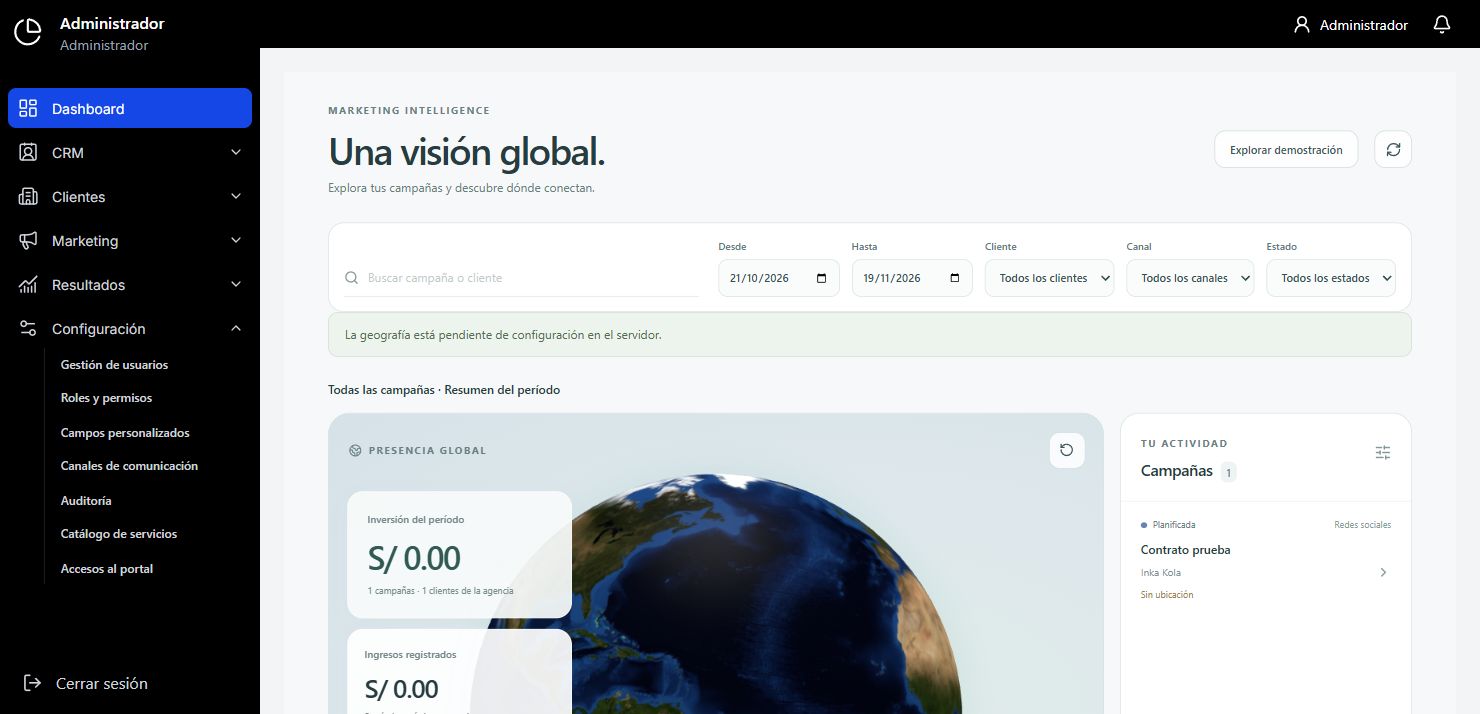 Administrador
Administrador
Administrador
Dashboard
CRM
Clientes
Marketing
Resultados
Configuración
Gestión de usuarios
Roles y permisos
Campos personalizados
Canales de comunicación
Auditoría
Catálogo de servicios
Accesos al portal
Cerrar sesión
MARKETING INTELLIGENCE
Una visión global.
Explora tus campañas y descubre dónde conectan.
Explorar demostración
Buscar campaña o cliente
Desde
21/10/2026
Hasta
19/11/2026
Cliente
Todos los clientes
Canal
Todos los canales
Estado
Todos los estados
La geografía está pendiente de configuración en el servidor.
Todas las campañas · Resumen del período
PRESENCIA GLOBAL
Inversión del período
S/ 0.00
1 campañas · 1 clientes de la agencia
Ingresos registrados
S/ 0.00
TU ACTIVIDAD
Campañas 1
Planificada
Redes sociales
Contrato prueba
Inka Kola
Sin ubicación